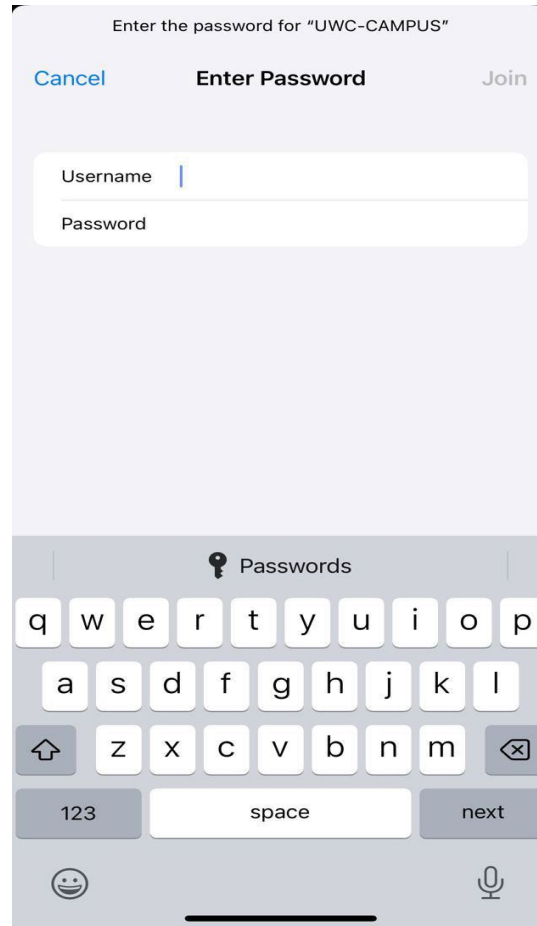 Enter the password for “UWC-CAMPUS”
Cancel Enter Password Join
Username
Password
Passwords
q w e r t y u i o p
a s d f g h j k l
z x c v b n m
123 space next